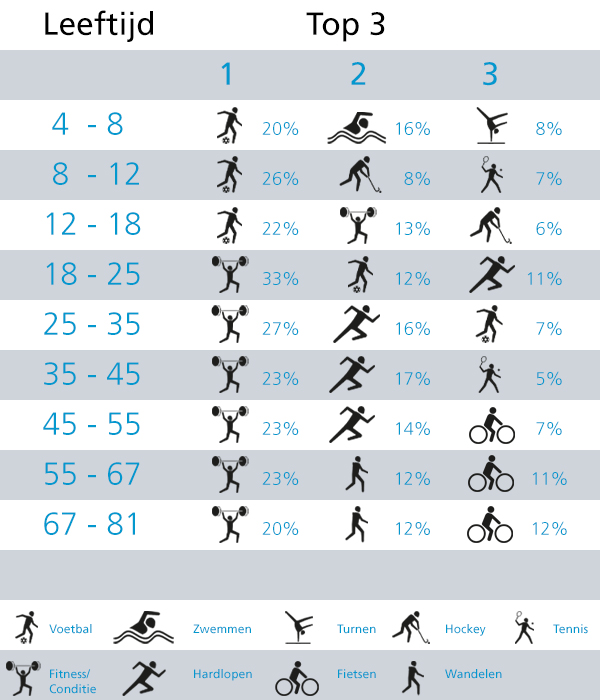 Leeftijd Top 3
1 2 3
4 - 8 20% 16% 8%
8 - 12 26% 8% 7%
12 - 18 22% 13% 6%
18 - 25 33% 12% 11%
25 - 35 27% 16% 7%
35 - 45 23% 17% 5%
45 - 55 23% 14% 7%
55 - 67 23% 12% 11%
67 - 81 20% 12% 12%
Voetbal Zwemmen Turnen Hockey Tennis
Fitness/ Hardlopen Fietsen Wandelen
Conditie